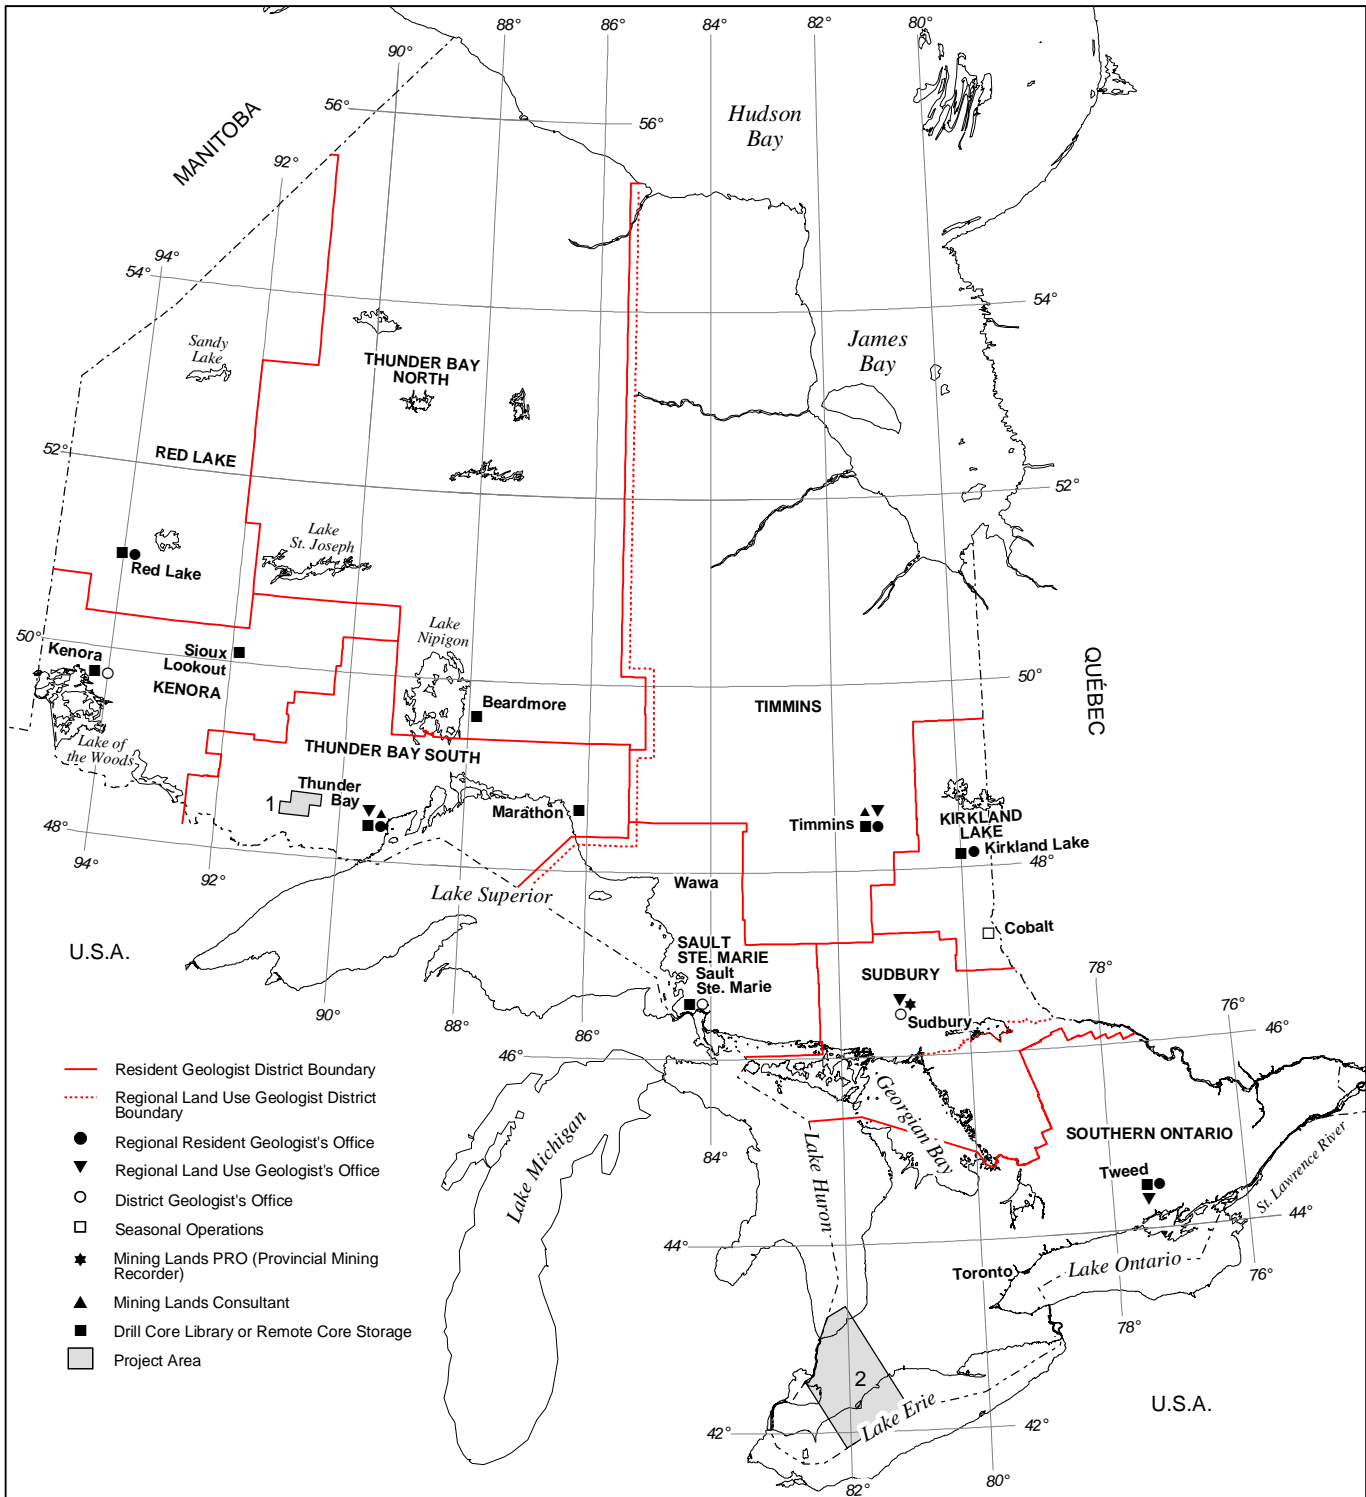 88°
86°
84°
82°
80°
90°
56°
56°
MANITOBA
Hudson
Bay
92°
94°
54°
54°
Sandy
Lake
THUNDER BAY
NORTH
James
Bay
52°
RED LAKE
52°
Lake
St. Joseph
Red Lake
50°
Kenora
Sioux
Lookout
KENORA
Lake
Nipigon
50°
QUÉBEC
Beardmore
TIMMINS
Lake of
the Woods
THUNDER BAY SOUTH
1
Thunder
Bay
Marathon
Timmins
KIRKLAND
LAKE
Kirkland Lake
48°
48°
94°
92°
Wawa
Lake Superior
Cobalt
U.S.A.
SAULT
STE. MARIE
Sault
Ste. Marie
SUDBURY
Sudbury
78°
76°
90°
88°
86°
46°
46°
Resident Geologist District Boundary
Regional Land Use Geologist District
Boundary
Regional Resident Geologist's Office
Regional Land Use Geologist's Office
District Geologist's Office
Seasonal Operations
Mining Lands PRO (Provincial Mining
Recorder)
Mining Lands Consultant
Drill Core Library or Remote Core Storage
Project Area
Lake Michigan
84°
Lake Huron
Georgian Bay
SOUTHERN ONTARIO
Tweed
St. Lawrence River
44°
44°
Toronto
Lake Ontario
76°
78°
2
Lake Erie
U.S.A.
42°
42°
82°
80°